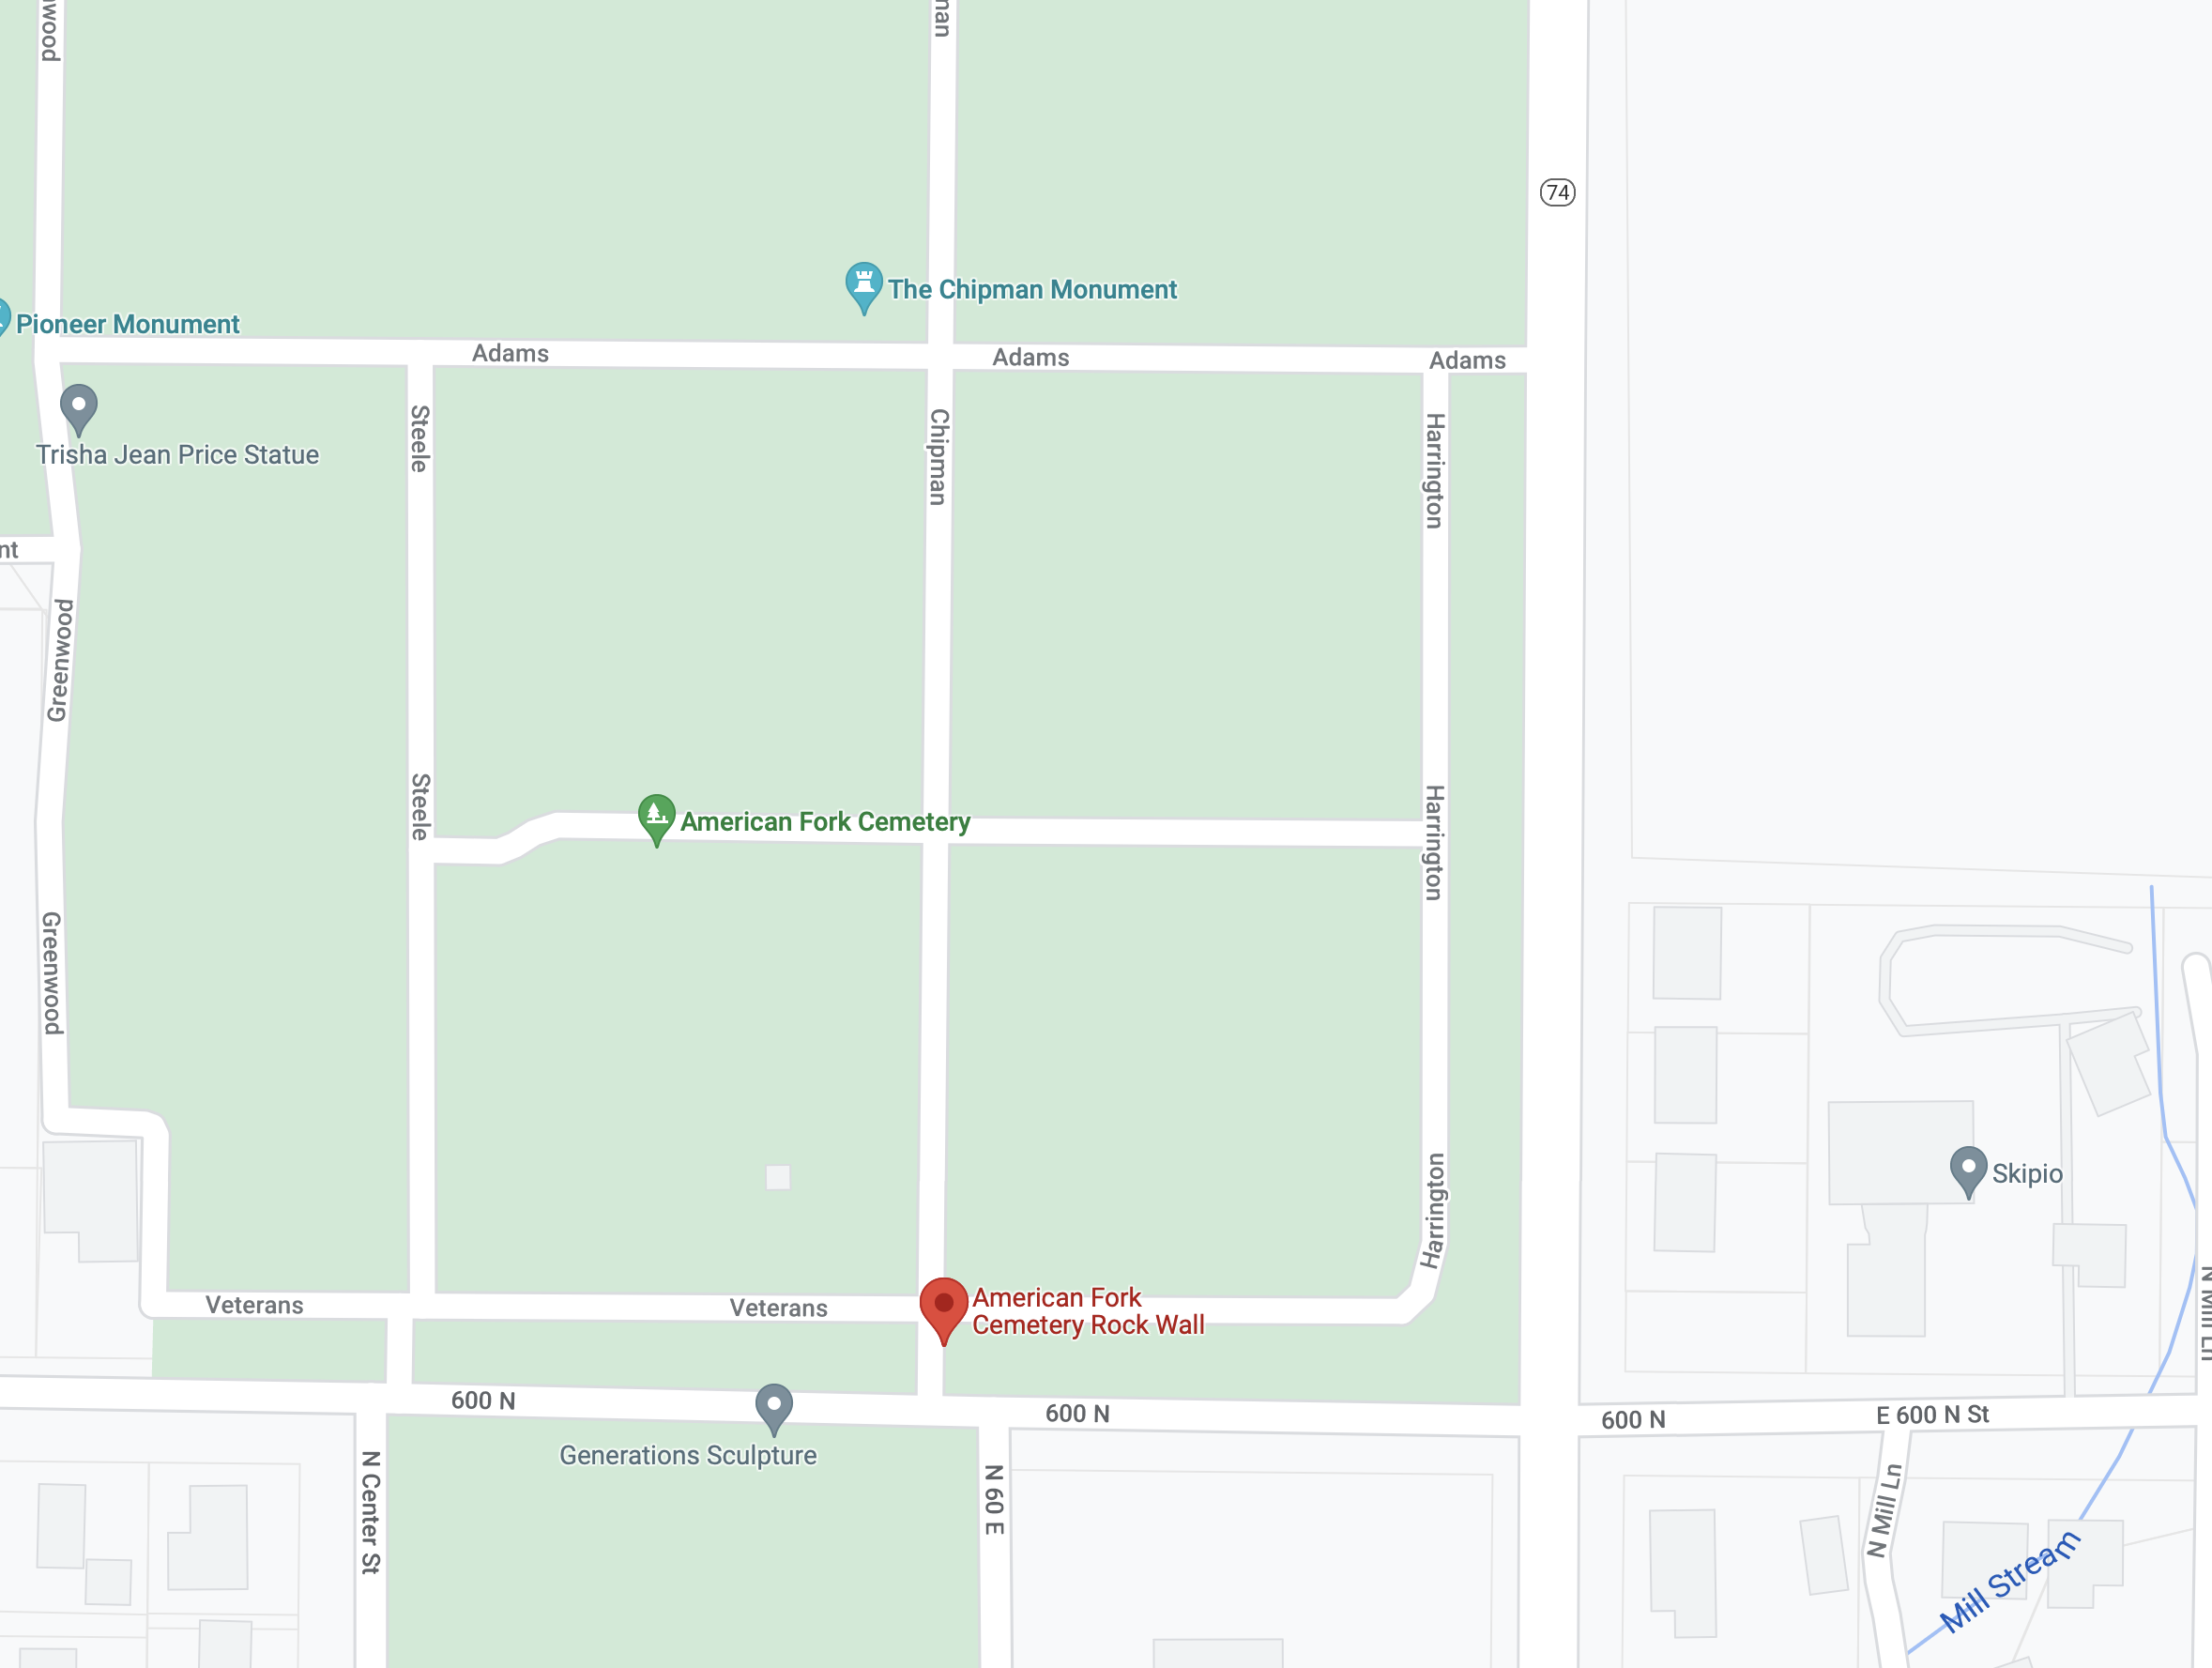 wood
man
74
The Chipman Monument
Pioneer Monument
Adams
Adams
Adams
Trisha Jean Price Statue
Steele
Chipman
Harrington
nt
Greenwood
Steele
American Fork Cemetery
Harrington
Greenwood
Harrington
Skipio
Veterans
Veterans
American Fork
Cemetery Rock Wall
N Mill Ln
600 N
600 N
600 N
E 600 N St
Generations Sculpture
N Center St
N 60 E
N Mill Ln
Mill Stream